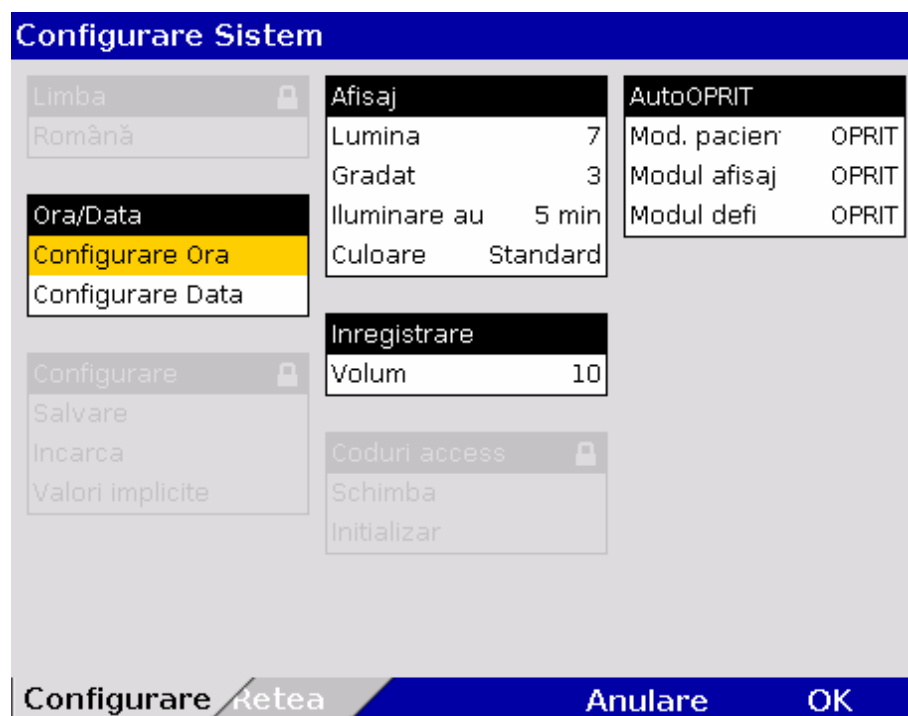 Configurare Sistem
Limba
Română
Ora/Data
Configurare Ora
Configurare Data
Configurare
Salvare
Incarca
Valori implicite
Afisaj
Lumina 7
Gradat 3
Iluminare au 5 min
Culoare Standard
Inregistrare
Volum 10
Coduri access
Schimba
Initializar
AutoOPRIT
Mod. pacien OPRIT
Modul afisaj OPRIT
Modul defi OPRIT
Configurare Retea Anulare OK